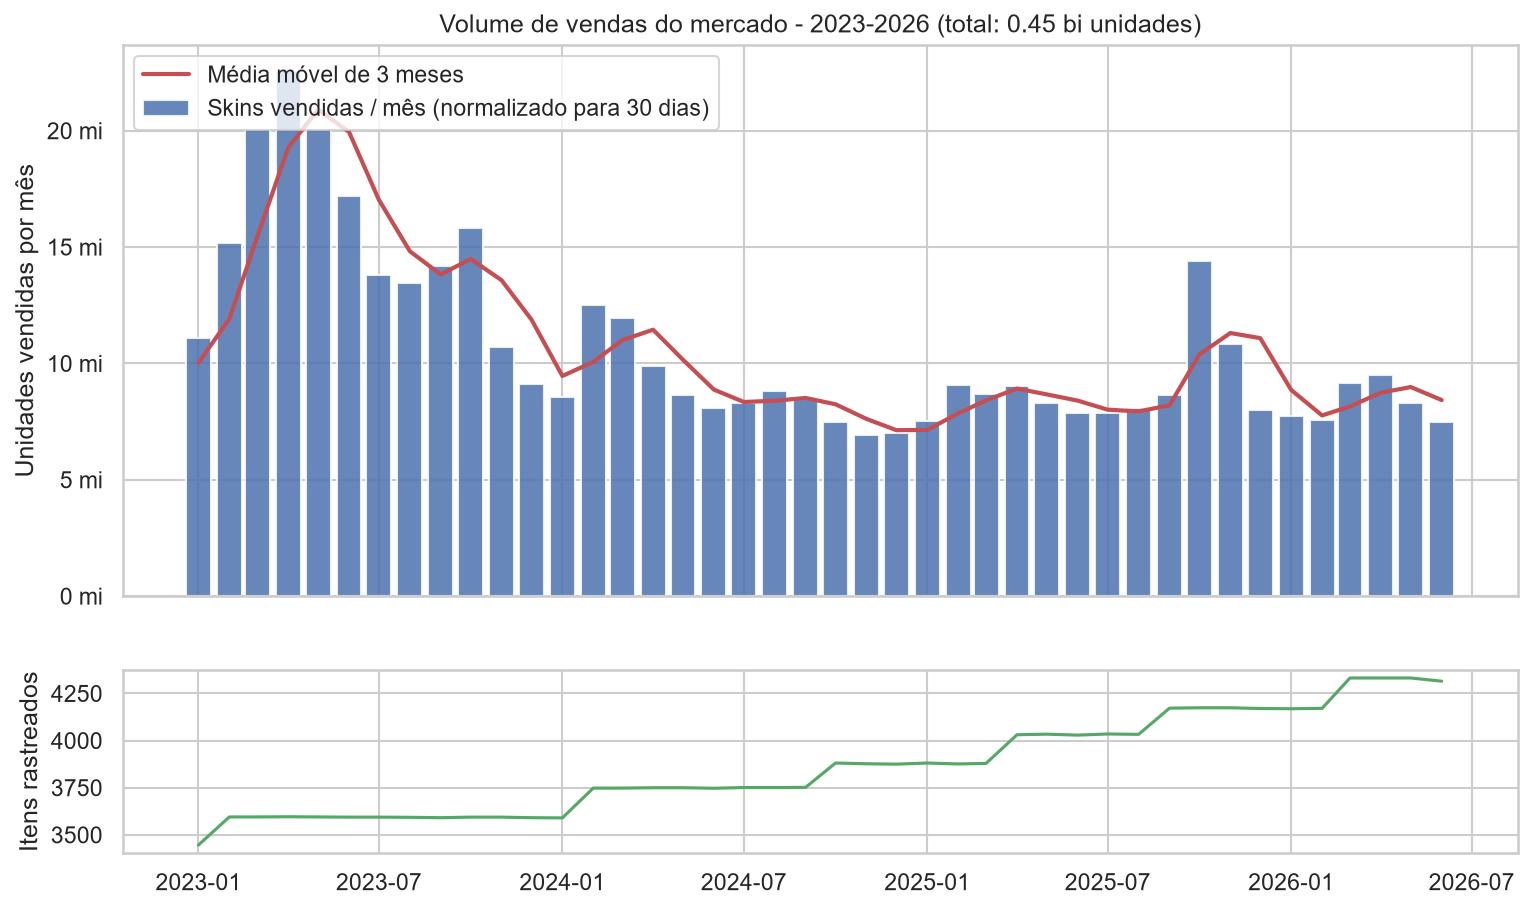 Volume de vendas do mercado - 2023-2026 (total: 0.45 bi unidades)
Média móvel de 3 meses
Skins vendidas / mês (normalizado para 30 dias)
Unidades vendidas por mês
20 mi
15 mi
10 mi
5 mi
0 mi
Itens rastreados
4250
4000
3750
3500
2023-01
2023-07
2024-01
2024-07
2025-01
2025-07
2026-01
2026-07